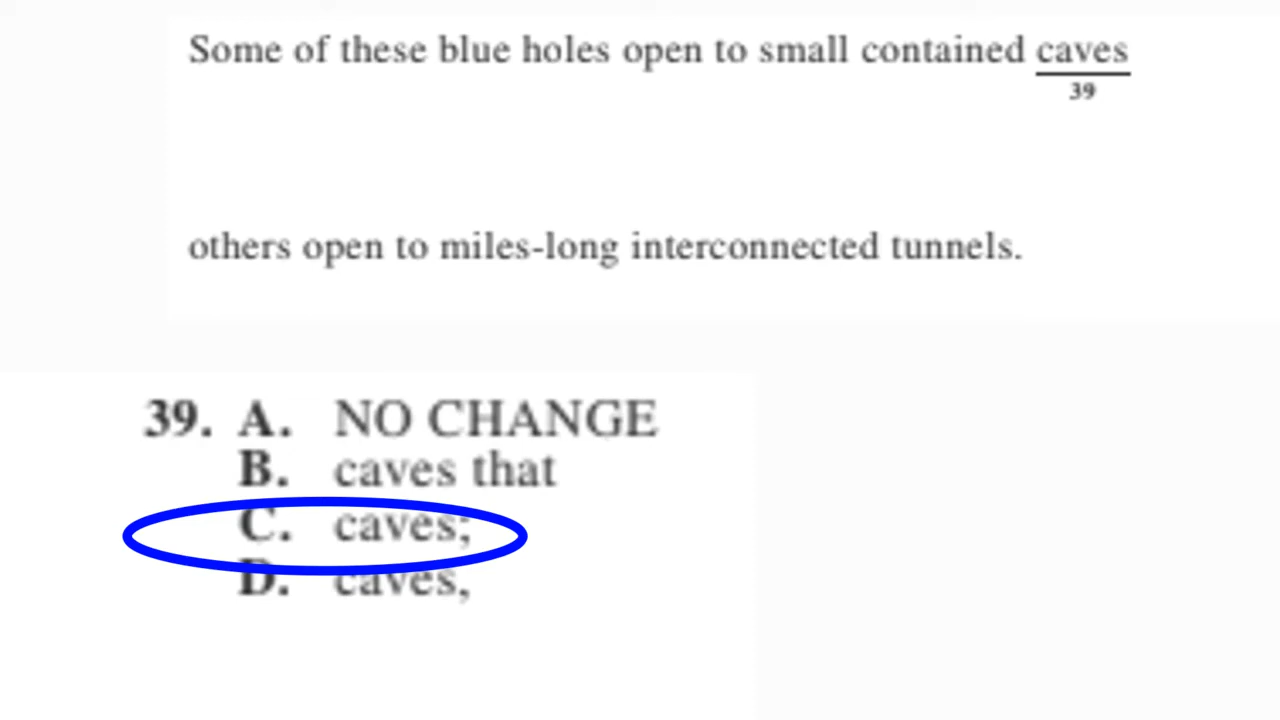 Some of these blue holes open to small contained caves
39
others open to miles-long interconnected tunnels.
39. A. NO CHANGE
B. caves that
C. caves;
D. caves,